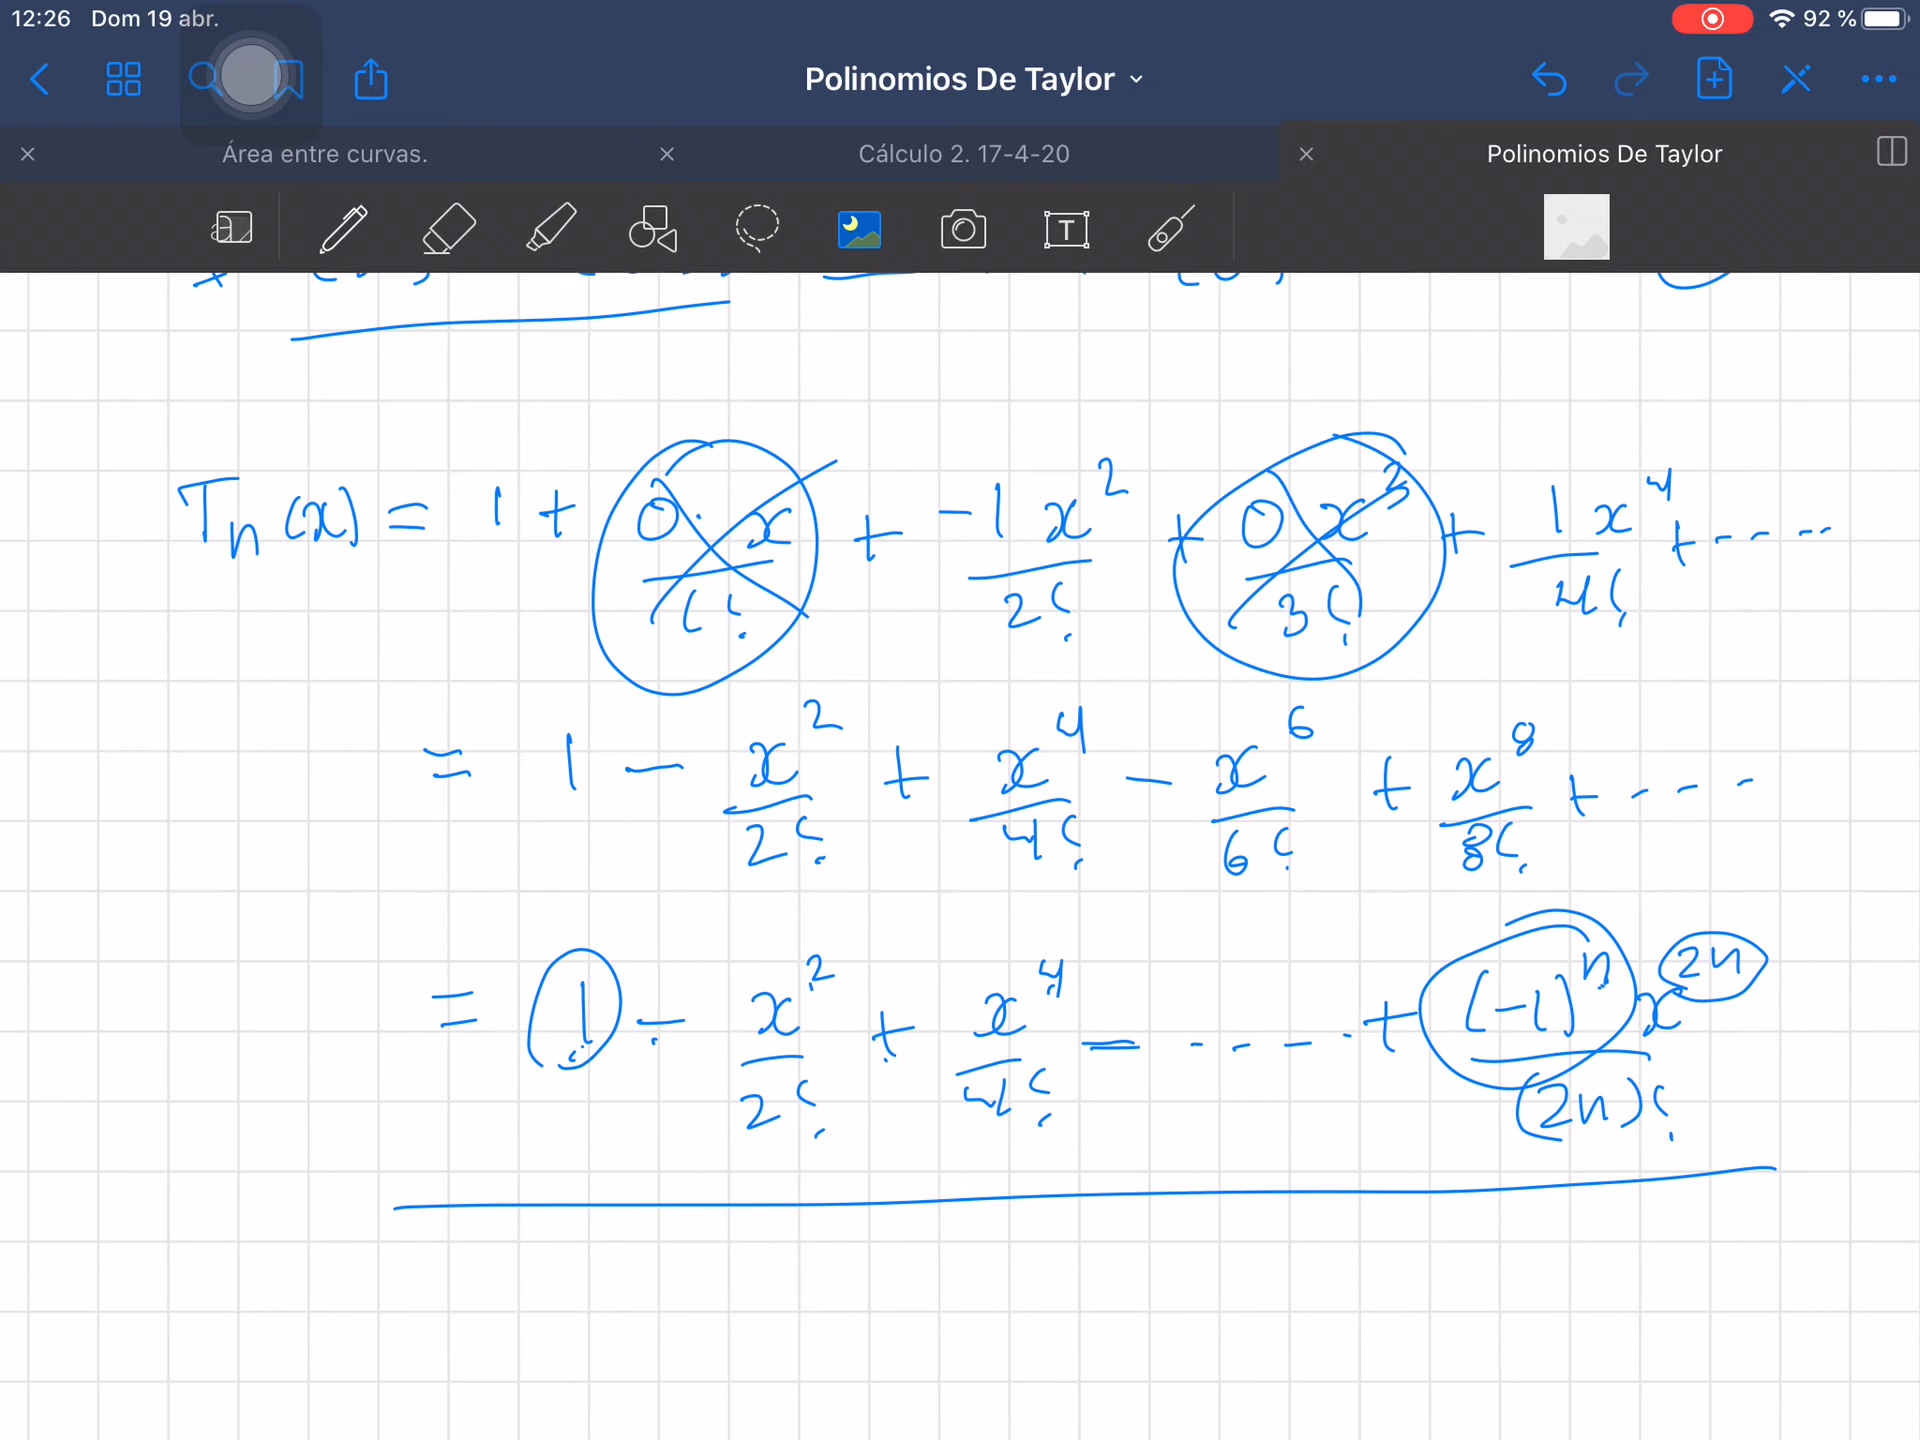 12:26 Dom 19 abr. 92 %
Polinomios De Taylor
Área entre curvas. Cálculo 2. 17-4-20 Polinomios De Taylor
T
Tn(x) = 1 + 0·x/1! + -1x²/2! + 0x³/3! + 1x⁴/4! + ----
= 1 - x²/2! + x⁴/4! - x⁶/6! + x⁸/8! + ----
= 1 - x²/2! + x⁴/4! - ---- + (-1)ⁿx²ⁿ/(2n)!